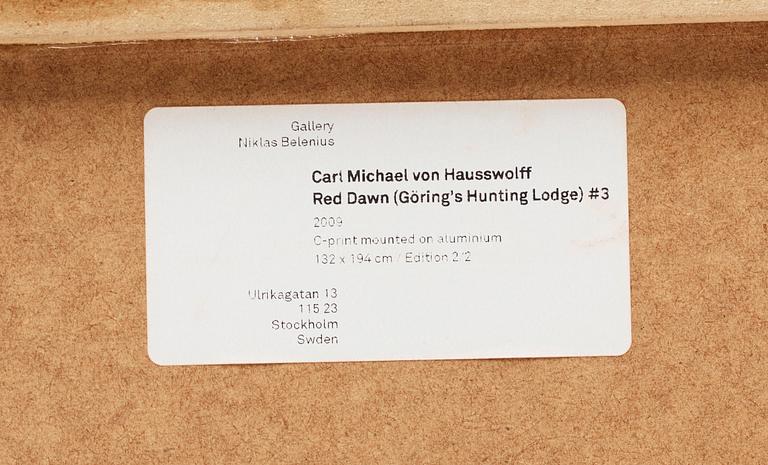 Gallery
Niklas Belenius
Carl Michael von Hausswolff
Red Dawn (Göring's Hunting Lodge) #3
2009
C-print mounted on aluminium
132 x 194 cm / Edition 2/2
Ulrikagatan 13
115 23
Stockholm
Swden